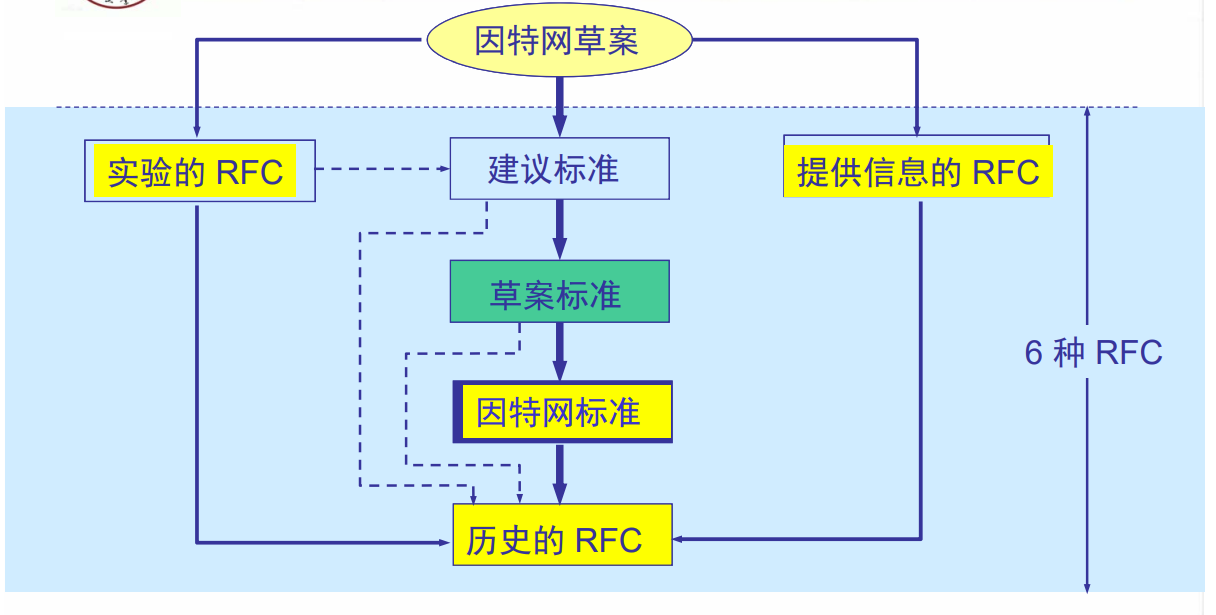 因特网草案
实验的 RFC
建议标准
提供信息的 RFC
草案标准
6 种 RFC
因特网标准
历史的 RFC